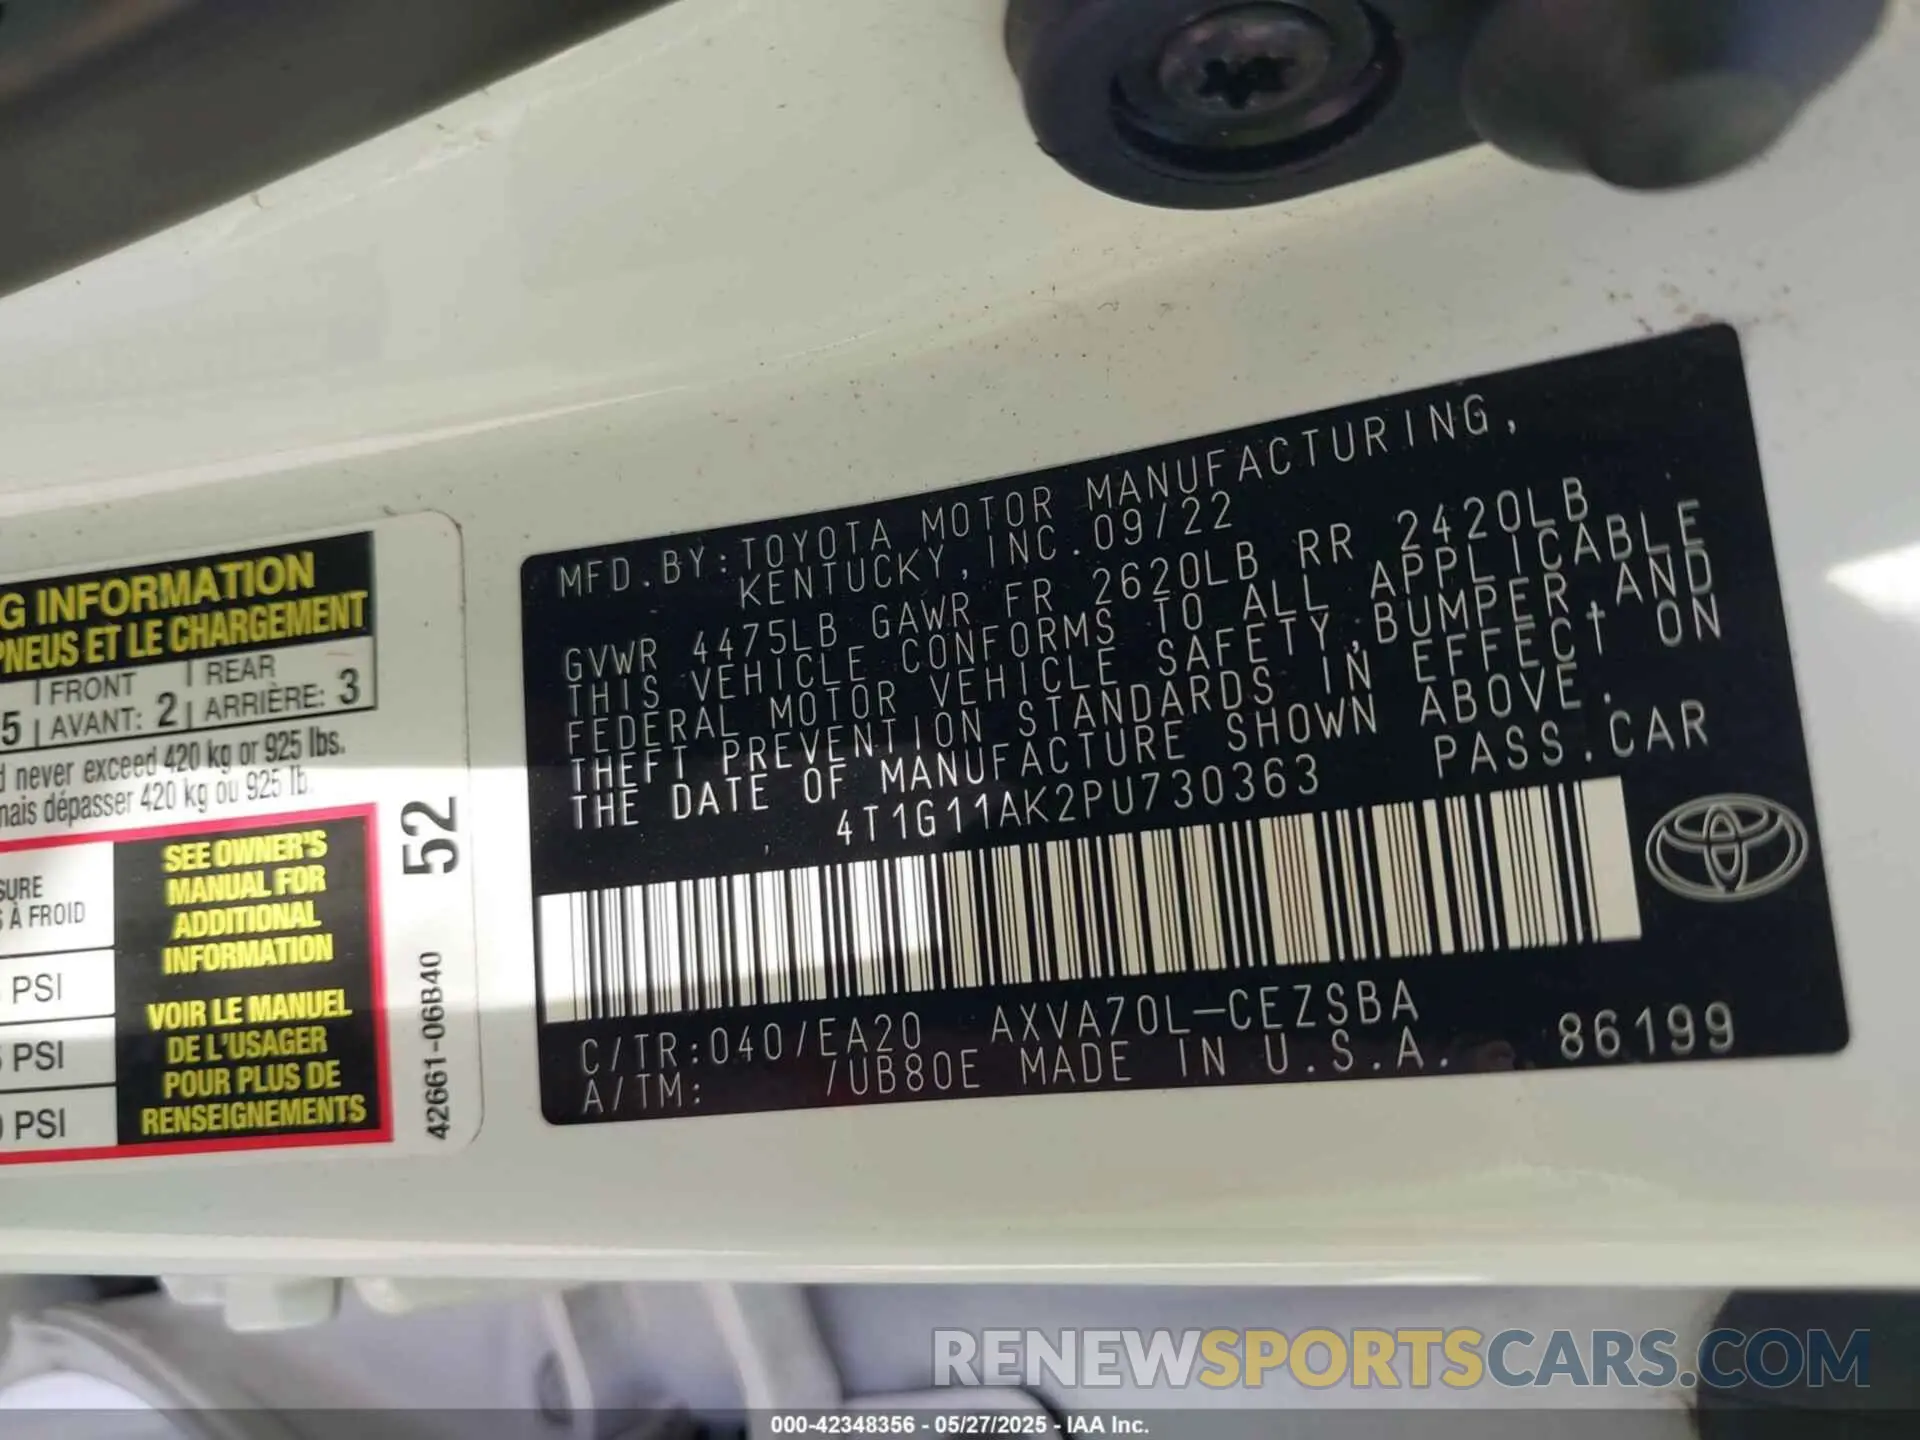 G INFORMATION
PNEUS ET LE CHARGEMENT
5 | FRONT AVANT: 2 | REAR ARRIÈRE: 3
never exceed 420 kg or 925 lbs.
mais dépasser 420 kg ou 925 lb.
SURE
À FROID
PSI
PSI
PSI
SEE OWNER'S
MANUAL FOR
ADDITIONAL
INFORMATION
VOIR LE MANUEL
DE L'USAGER
POUR PLUS DE
RENSEIGNEMENTS
52
42661-06B40
MFD.BY:TOYOTA MOTOR MANUFACTURING,
KENTUCKY,INC.09/22
GVWR 4475LB GAWR FR 2620LB RR 2420LB
THIS VEHICLE CONFORMS TO ALL APPLICABLE
FEDERAL MOTOR VEHICLE SAFETY,BUMPER,AND
THEFT PREVENTION STANDARDS IN EFFECT ON
THE DATE OF MANUFACTURE SHOWN ABOVE.
4T1G11AK2PU730363 PASS.CAR
C/TR:040/EA20 AXVA70L-CEZSBA
A/TM: /UB80E MADE IN U.S.A. 86199
RENEWSPORTSCARS.COM
000-42348356 - 05/27/2025 - IAA Inc.